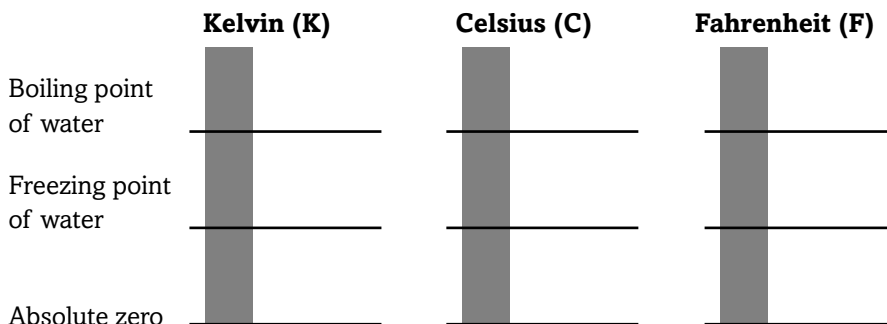 Kelvin (K) Celsius (C) Fahrenheit (F)
Boiling point
of water
Freezing point
of water
Absolute zero